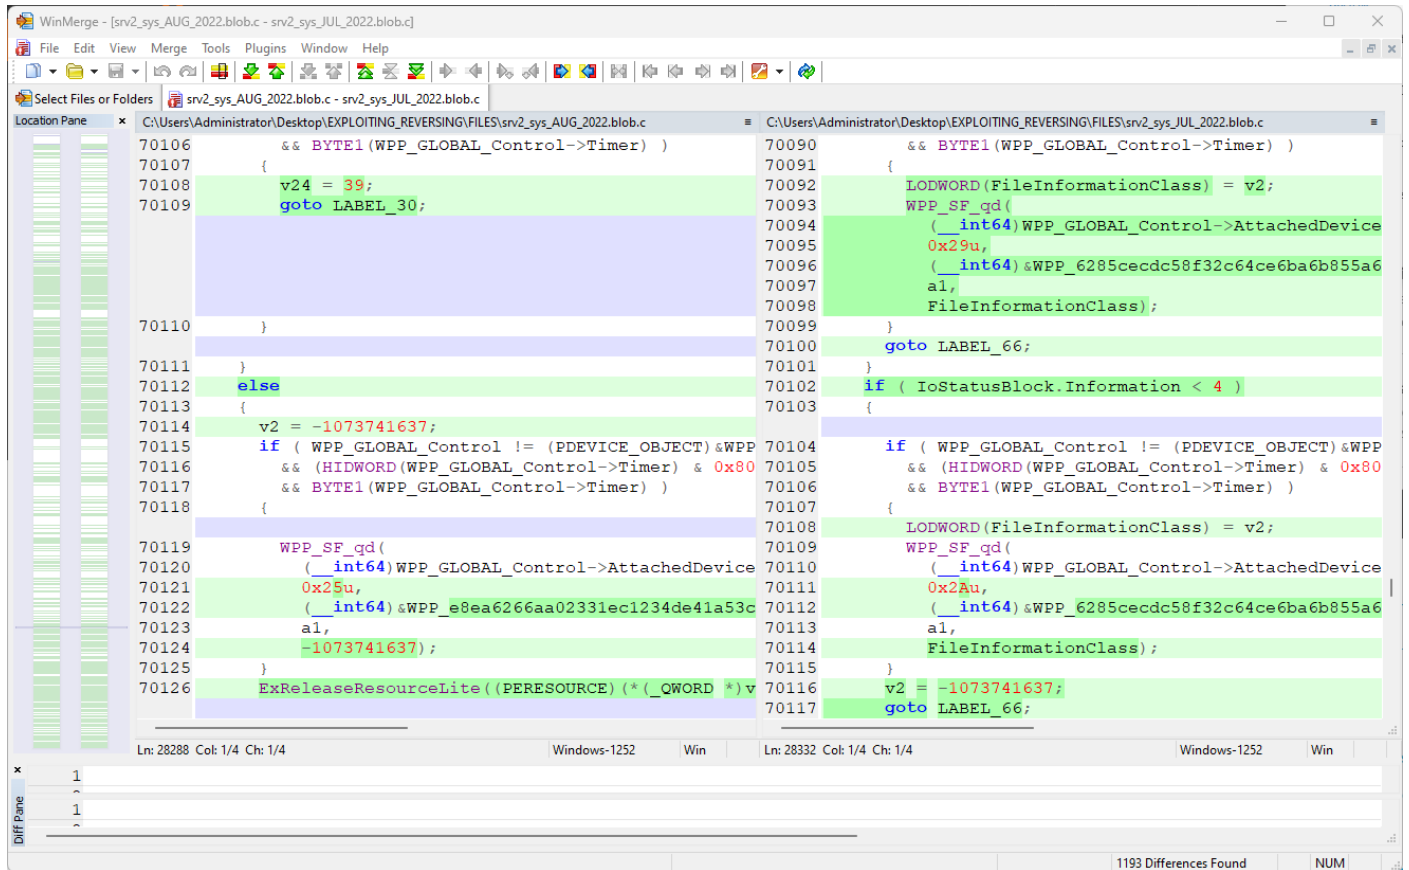 WinMerge - [srv2_sys_AUG_2022.blob.c - srv2_sys_JUL_2022.blob.c]
File Edit View Merge Tools Plugins Window Help
Select Files or Folders srv2_sys_AUG_2022.blob.c - srv2_sys_JUL_2022.blob.c
Location Pane x
C:\Users\Administrator\Desktop\EXPLOITING_REVERSING\FILES\srv2_sys_AUG_2022.blob.c
70106 && BYTE1(WPP_GLOBAL_Control->Timer) )
70107 {
70108 v24 = 39;
70109 goto LABEL_30;
70110 }
70111 }
70112 else
70113 {
70114 v2 = -1073741637;
70115 if ( WPP_GLOBAL_Control != (PDEVICE_OBJECT)&WPP
70116 && (HIDWORD(WPP_GLOBAL_Control->Timer) & 0x80
70117 && BYTE1(WPP_GLOBAL_Control->Timer) )
70118 {
70119 WPP_SF_qd(
70120 (__int64)WPP_GLOBAL_Control->AttachedDevice
70121 0x25u,
70122 (__int64)&WPP_e8ea6266aa02331ec1234de41a53c
70123 a1,
70124 -1073741637);
70125 }
70126 ExReleaseResourceLite((PERESOURCE)(*(_QWORD *)v
Ln: 28288 Col: 1/4 Ch: 1/4 Windows-1252 Win
C:\Users\Administrator\Desktop\EXPLOITING_REVERSING\FILES\srv2_sys_JUL_2022.blob.c
70090 && BYTE1(WPP_GLOBAL_Control->Timer) )
70091 {
70092 LODWORD(FileInformationClass) = v2;
70093 WPP_SF_qd(
70094 (__int64)WPP_GLOBAL_Control->AttachedDevice
70095 0x29u,
70096 (__int64)&WPP_6285cecdc58f32c64ce6ba6b855a6
70097 a1,
70098 FileInformationClass);
70099 }
70100 goto LABEL_66;
70101 }
70102 if ( IoStatusBlock.Information < 4 )
70103 {
70104 if ( WPP_GLOBAL_Control != (PDEVICE_OBJECT)&WPP
70105 && (HIDWORD(WPP_GLOBAL_Control->Timer) & 0x80
70106 && BYTE1(WPP_GLOBAL_Control->Timer) )
70107 {
70108 LODWORD(FileInformationClass) = v2;
70109 WPP_SF_qd(
70110 (__int64)WPP_GLOBAL_Control->AttachedDevice
70111 0x2Au,
70112 (__int64)&WPP_6285cecdc58f32c64ce6ba6b855a6
70113 a1,
70114 FileInformationClass);
70115 }
70116 v2 = -1073741637;
70117 goto LABEL_66;
Ln: 28332 Col: 1/4 Ch: 1/4 Windows-1252 Win
x
Diff Pane
1
1
1193 Differences Found NUM